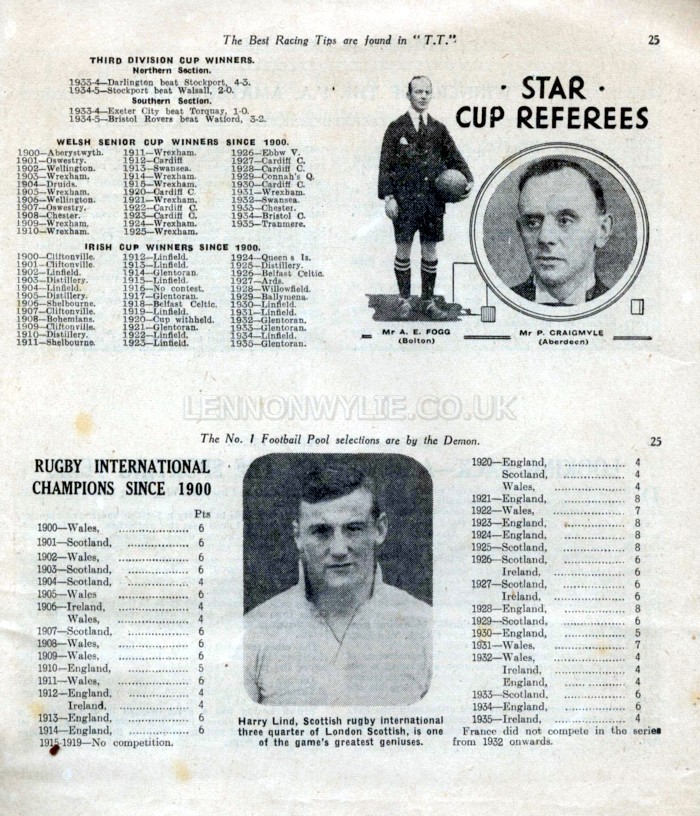 The Best Racing Tips are found in "T.T." 25
THIRD DIVISION CUP WINNERS.
Northern Section.
1933-4—Darlington beat Stockport, 4-3.
1934-5—Stockport beat Walsall, 2-0.
Southern Section.
1933-4—Exeter City beat Torquay, 1-0.
1934-5—Bristol Rovers beat Watford, 3-2.
WELSH SENIOR CUP WINNERS SINCE 1900.
1900—Aberystwyth.
1901—Oswestry.
1902—Wellington.
1903—Wrexham.
1904—Druids.
1905—Wrexham.
1906—Wellington.
1907—Oswestry.
1908—Chester.
1909—Wrexham.
1910—Wrexham.
1911—Wrexham.
1912—Cardiff
1913—Swansea.
1914—Wrexham.
1915—Wrexham.
1920—Cardiff C.
1921—Wrexham.
1922—Cardiff C.
1923—Cardiff C.
1924—Wrexham.
1925—Wrexham.
1926—Ebbw V.
1927—Cardiff C.
1928—Cardiff C.
1929—Connah's Q.
1930—Cardiff C.
1931—Wrexham.
1932—Swansea.
1933—Chester.
1934—Bristol C.
1935—Tranmere.
IRISH CUP WINNERS SINCE 1900.
1900—Cliftonville.
1901—Cliftonville.
1902—Linfield.
1903—Distillery.
1904—Linfield.
1905—Distillery.
1906—Shelbourne.
1907—Cliftonville.
1908—Bohemians.
1909—Cliftonville.
1910—Distillery.
1911—Shelbourne.
1912—Linfield.
1913—Linfield.
1914—Glentoran.
1915—Linfield.
1916—No contest.
1917—Glentoran.
1918—Belfast Celtic.
1919—Linfield.
1920—Cup withheld.
1921—Glentoran.
1922—Linfield.
1923—Linfield.
1924—Queen's Is.
1925—Distillery.
1926—Belfast Celtic.
1927—Ards.
1928—Willowfield.
1929—Ballymena.
1930—Linfield.
1931—Linfield.
1932—Glentoran.
1933—Glentoran.
1934—Linfield.
1935—Glentoran.
· STAR ·
CUP REFEREES
Mr A. E. FOGG
(Bolton)
Mr P. CRAIGMYLE
(Aberdeen)
LENNONWYLIE.CO.UK
The No. 1 Football Pool selections are by the Demon. 25
RUGBY INTERNATIONAL
CHAMPIONS SINCE 1900
Pts
1900—Wales, .................. 6
1901—Scotland, .................. 6
1902—Wales, .................. 6
1903—Scotland, .................. 6
1904—Scotland, .................. 4
1905—Wales .................. 6
1906—Ireland, .................. 4
Wales, .................. 4
1907—Scotland, .................. 6
1908—Wales, .................. 6
1909—Wales, .................. 6
1910—England, .................. 5
1911—Wales, .................. 6
1912—England, .................. 4
Ireland, .................. 4
1913—England, .................. 6
1914—England, .................. 6
1915-1919—No competition.
Harry Lind, Scottish rugby international
three quarter of London Scottish, is one
of the game's greatest geniuses.
1920—England, .................. 4
Scotland, .................. 4
Wales, .................. 4
1921—England, .................. 8
1922—Wales, .................. 7
1923—England, .................. 8
1924—England, .................. 8
1925—Scotland, .................. 8
1926—Scotland, .................. 6
Ireland, .................. 6
1927—Scotland, .................. 6
Ireland, .................. 6
1928—England, .................. 8
1929—Scotland, .................. 6
1930—England, .................. 5
1931—Wales, .................. 7
1932—Wales, .................. 4
Ireland, .................. 4
England, .................. 4
1933—Scotland, .................. 6
1934—England, .................. 6
1935—Ireland, .................. 4
France did not compete in the series
from 1932 onwards.